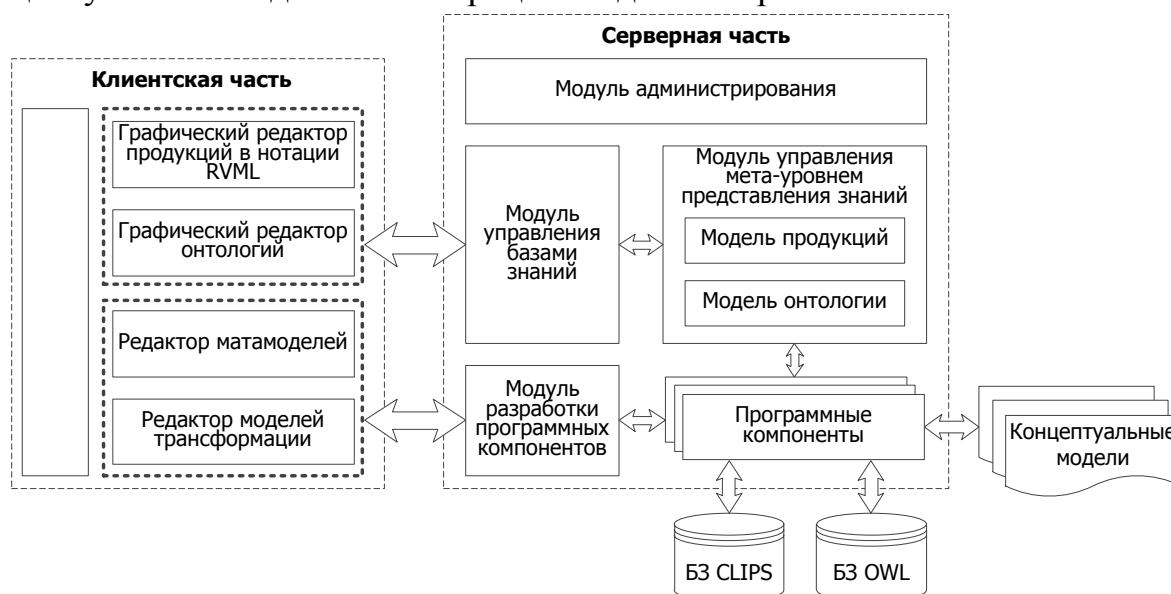 Серверная часть
Клиентская часть
Модуль администрирования
Графический редактор
продукций в нотации
RVML
Графический редактор
онтологий
Редактор матамоделей
Редактор моделей
трансформации
Модуль
управления
базами
знаний
Модуль управления
мета-уровнем
представления знаний
Модель продукций
Модель онтологии
Модуль
разработки
программных
компонентов
Программные
компоненты
Концептуальные
модели
БЗ CLIPS
БЗ OWL